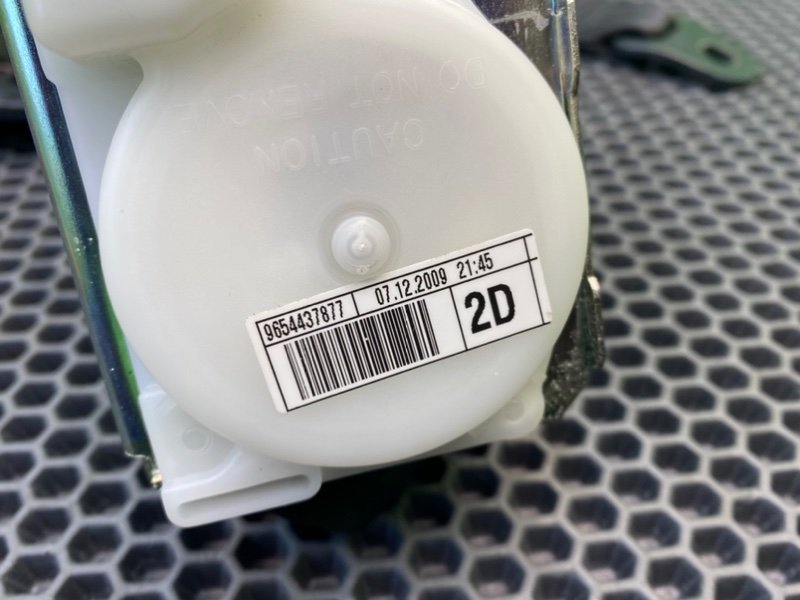 CAUTION
DO NOT REMOVE
9654437877 07.12.2009 21:45
2D